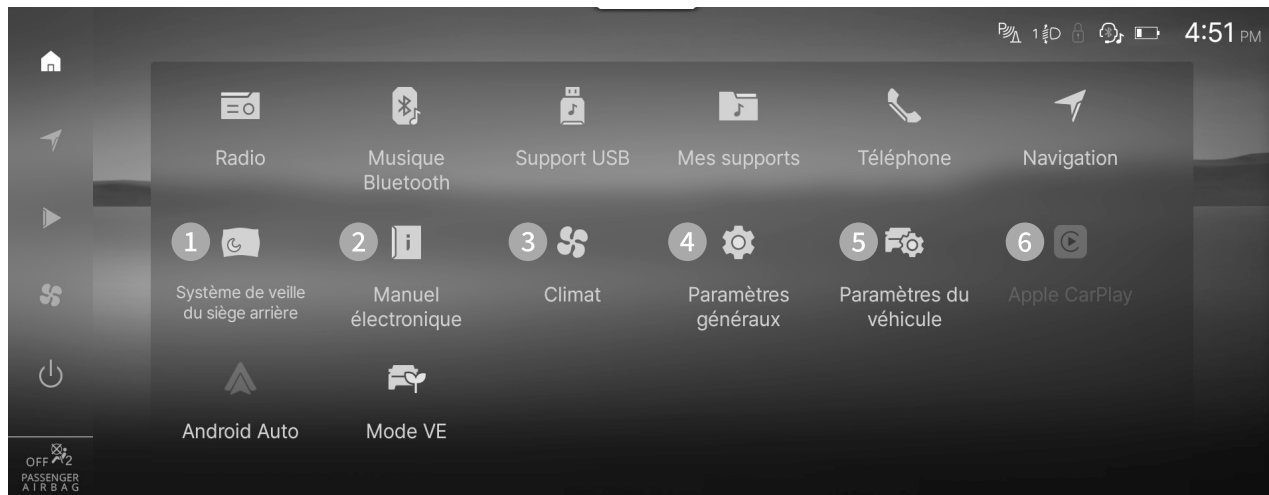 1
4:51 PM
Radio
Musique
Bluetooth
Support USB
Mes supports
Téléphone
Navigation
1
Système de veille
du siège arrière
2
i
Manuel
électronique
3
Climat
4
Paramètres
généraux
5
Paramètres du
véhicule
6
Apple CarPlay
Android Auto
Mode VE
OFF 2
PASSENGER
AIRBAG